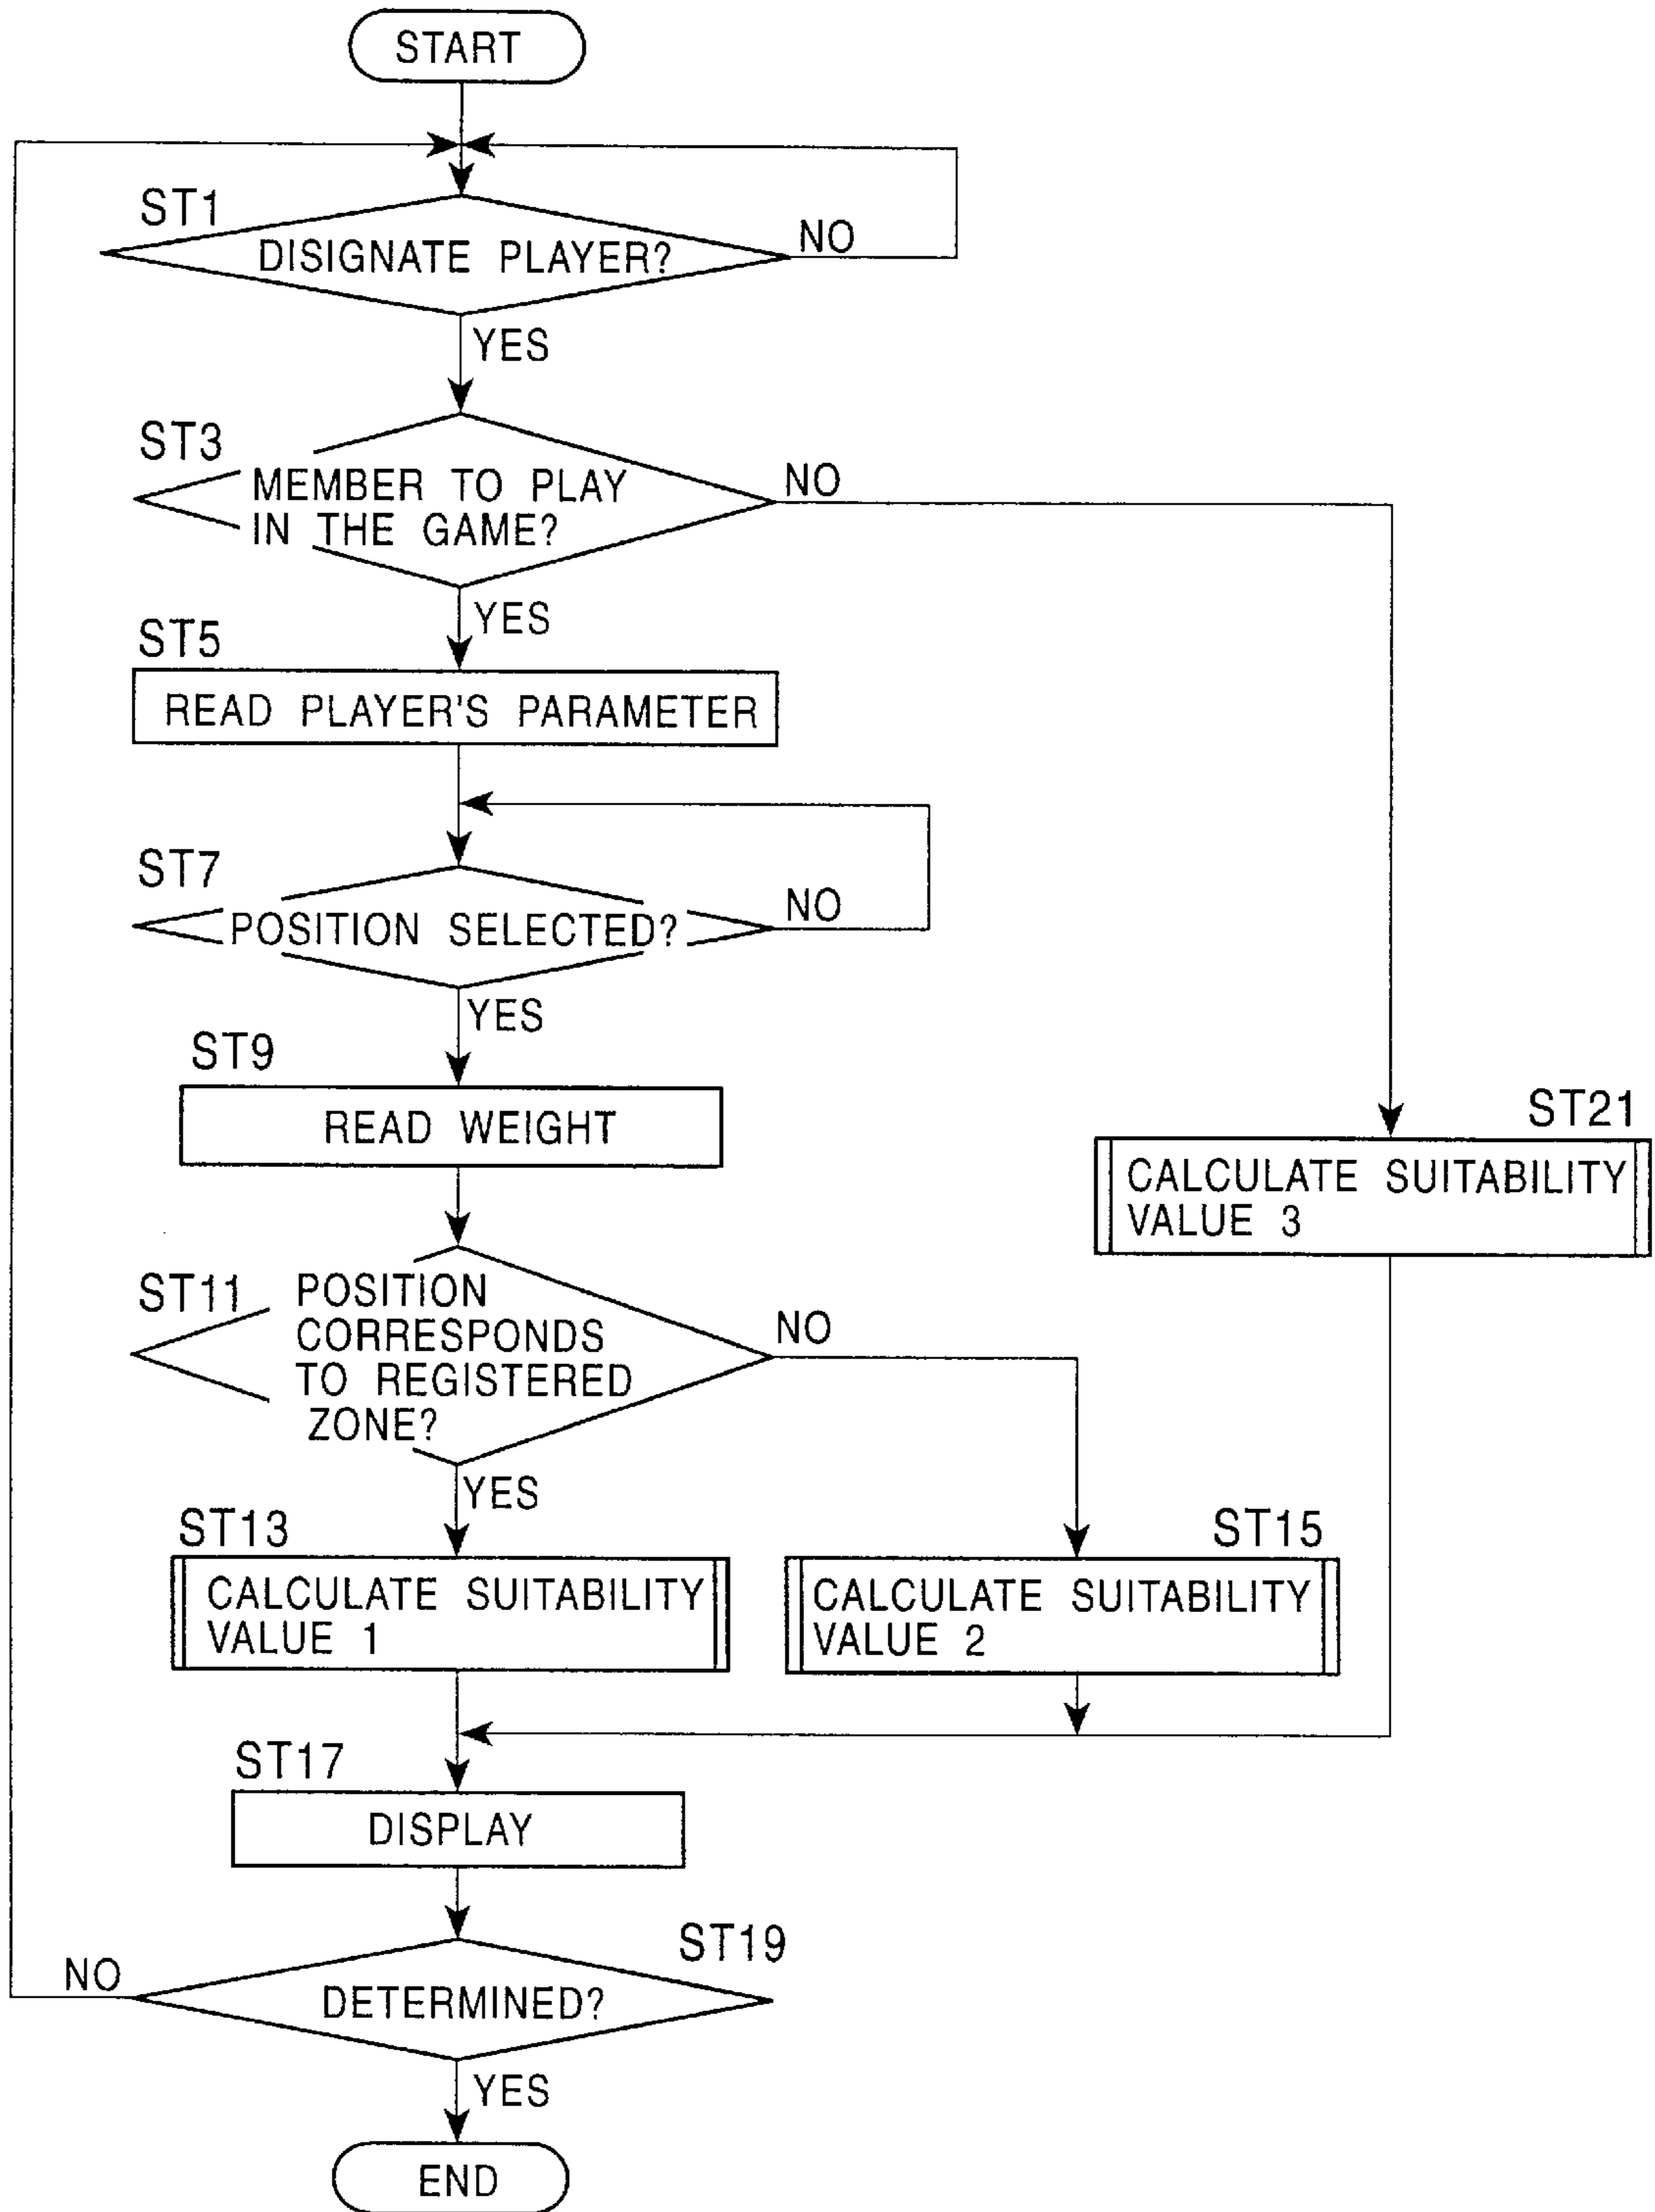 START
ST1
DISIGNATE PLAYER?
NO
YES
ST3
MEMBER TO PLAY
IN THE GAME?
NO
YES
ST5
READ PLAYER'S PARAMETER
ST7
POSITION SELECTED?
NO
YES
ST9
READ WEIGHT
ST21
CALCULATE SUITABILITY
VALUE 3
ST11
POSITION
CORRESPONDS
TO REGISTERED
ZONE?
NO
YES
ST13
CALCULATE SUITABILITY
VALUE 1
ST15
CALCULATE SUITABILITY
VALUE 2
ST17
DISPLAY
ST19
DETERMINED?
NO
YES
END